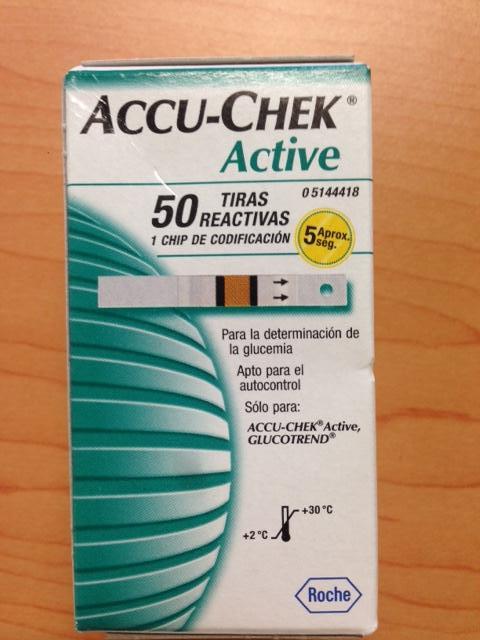 ACCU-CHEK®
Active
05144418
50 TIRAS REACTIVAS
1 CHIP DE CODIFICACIÓN
5 Aprox. seg.
Para la determinación de
la glucemia
Apto para el
autocontrol
Sólo para:
ACCU-CHEK® Active,
GLUCOTREND®
+30 °C
+2 °C
Roche